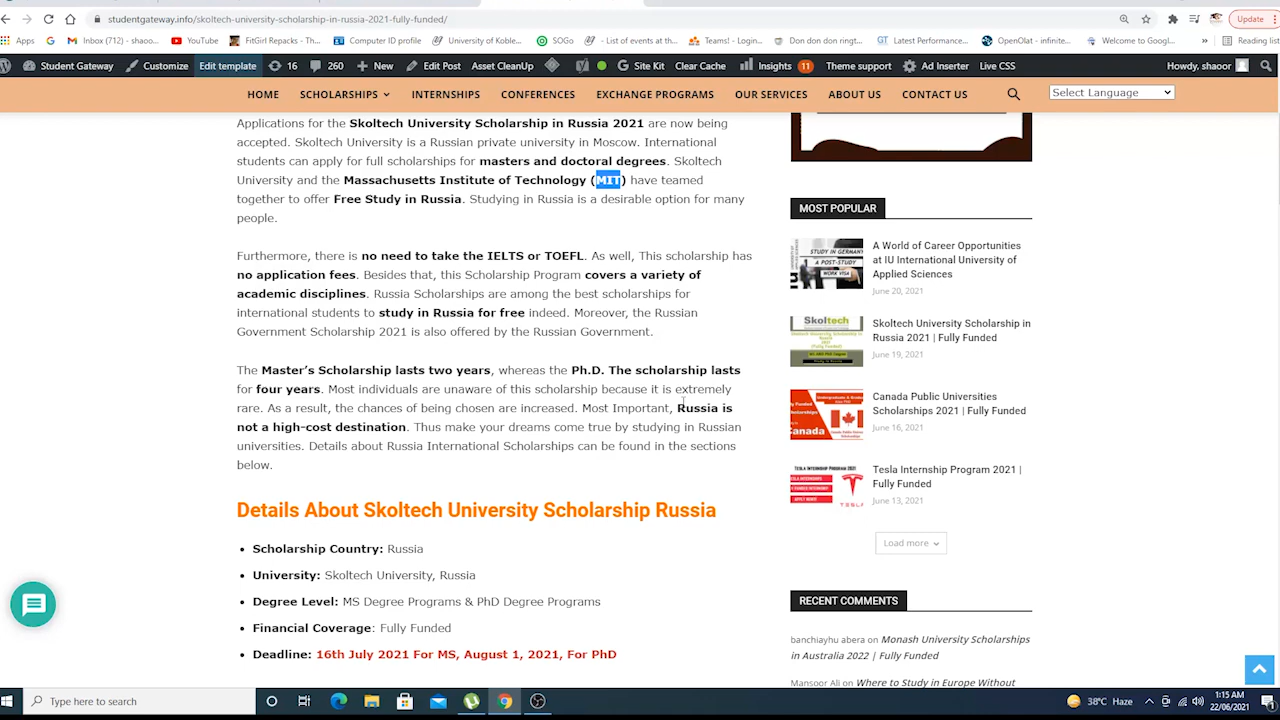 studentgateway.info/skoltech-university-scholarship-in-russia-2021-fully-funded/
Update
Apps
Inbox (712) - shaoo...
YouTube
FitGirl Repacks - Th...
Computer ID profile
University of Koble...
SOGo
- List of events at th...
Teams! - Login...
Don don don ringt...
Latest Performance...
OpenOlat - infinite...
Welcome to Googl...
»
Reading list
Student Gateway
Customize
Edit template
16
260
New
Edit Post
Asset CleanUp
Site Kit
Clear Cache
Insights
11
Theme support
Ad Inserter
Live CSS
Howdy, shaoor
HOME
SCHOLARSHIPS
INTERNSHIPS
CONFERENCES
EXCHANGE PROGRAMS
OUR SERVICES
ABOUT US
CONTACT US
Select Language
Applications for the Skoltech University Scholarship in Russia 2021 are now being
accepted. Skoltech University is a Russian private university in Moscow. International
students can apply for full scholarships for masters and doctoral degrees. Skoltech
University and the Massachusetts Institute of Technology (MIT) have teamed
together to offer Free Study in Russia. Studying in Russia is a desirable option for many
people.
Furthermore, there is no need to take the IELTS or TOEFL. As well, This scholarship has
no application fees. Besides that, this Scholarship Program covers a variety of
academic disciplines. Russia Scholarships are among the best scholarships for
international students to study in Russia for free indeed. Moreover, the Russian
Government Scholarship 2021 is also offered by the Russian Government.
The Master's Scholarship lasts two years, whereas the Ph.D. The scholarship lasts
for four years. Most individuals are unaware of this scholarship because it is extremely
rare. As a result, the chances of being chosen are increased. Most Important, Russia is
not a high-cost destination. Thus make your dreams come true by studying in Russian
universities. Details about Russia International Scholarships can be found in the sections
below.
Details About Skoltech University Scholarship Russia
• Scholarship Country: Russia
• University: Skoltech University, Russia
• Degree Level: MS Degree Programs & PhD Degree Programs
• Financial Coverage: Fully Funded
• Deadline: 16th July 2021 For MS, August 1, 2021, For PhD
MOST POPULAR
STUDY IN GERMANY
A POST-STUDY
WORK VISA
A World of Career Opportunities
at IU International University of
Applied Sciences
June 20, 2021
Skoltech
Skoltech University Scholarship in
Russia 2021 | Fully Funded
June 19, 2021
Canada
Canada Public Universities
Scholarships 2021 | Fully Funded
June 16, 2021
TESLA INTERNSHIP PROGRAM 2021
TESLA
Tesla Internship Program 2021 |
Fully Funded
June 13, 2021
Load more
RECENT COMMENTS
banchiayhu abera on Monash University Scholarships
in Australia 2022 | Fully Funded
Mansoor Ali on Where to Study in Europe Without
Type here to search
38°C Haze
1:15 AM
22/06/2021